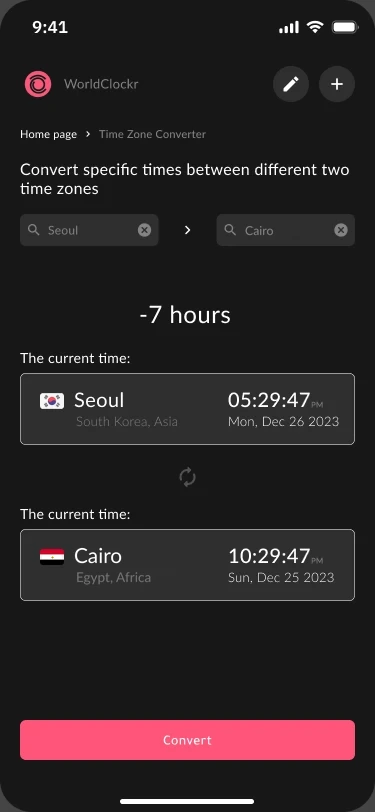 9:41
WorldClockr
Home page > Time Zone Converter
Convert specific times between different two
time zones
Seoul > Cairo
-7 hours
The current time:
Seoul 05:29:47 PM
South Korea, Asia Mon, Dec 26 2023
The current time:
Cairo 10:29:47 PM
Egypt, Africa Sun, Dec 25 2023
Convert